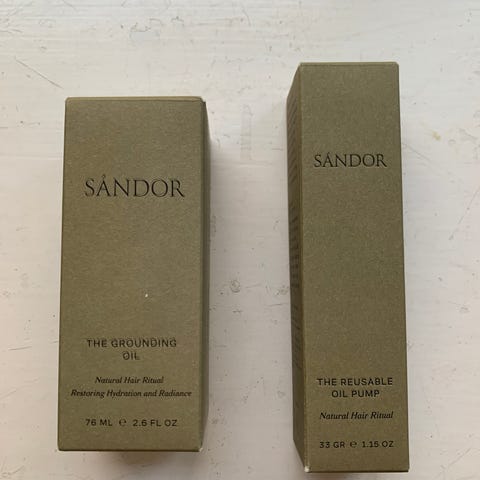 SÁNDOR
THE GROUNDING
OIL
Natural Hair Ritual
Restoring Hydration and Radiance
76 ML ℮ 2.6 FL OZ
SÁNDOR
THE REUSABLE
OIL PUMP
Natural Hair Ritual
33 GR ℮ 1.15 OZ